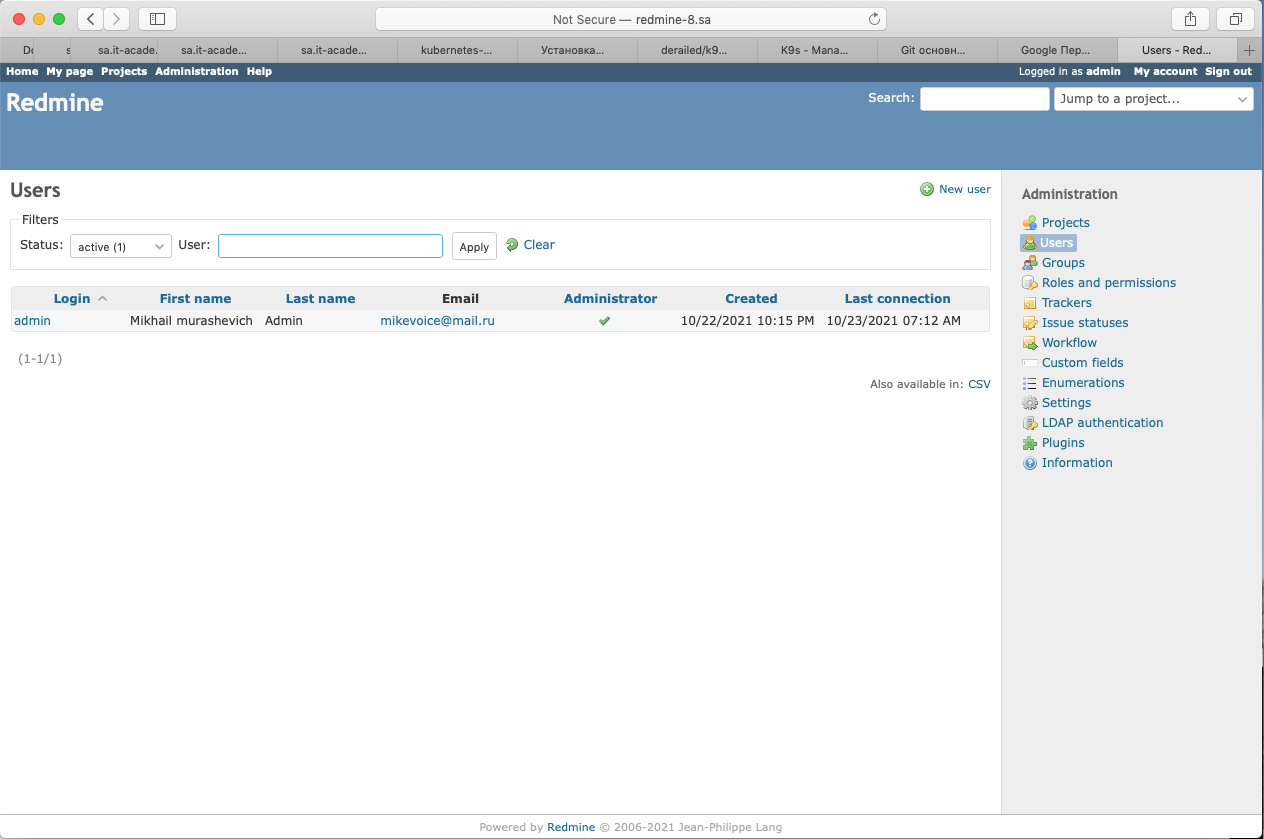 Not Secure — redmine-8.sa
Do s sa.it-acade. sa.it-acade... sa.it-acade... kubernetes-... Установка... derailed/k9... K9s - Mana... Git основн... Google Пер... Users - Red...
Home My page Projects Administration Help Logged in as admin My account Sign out
Redmine Search: Jump to a project...
Users New user
Filters
Status: active (1) User: Apply Clear
Login First name Last name Email Administrator Created Last connection
admin Mikhail murashevich Admin mikevoice@mail.ru 10/22/2021 10:15 PM 10/23/2021 07:12 AM
(1-1/1)
Also available in: CSV
Administration
Projects
Users
Groups
Roles and permissions
Trackers
Issue statuses
Workflow
Custom fields
Enumerations
Settings
LDAP authentication
Plugins
Information
Powered by Redmine © 2006-2021 Jean-Philippe Lang